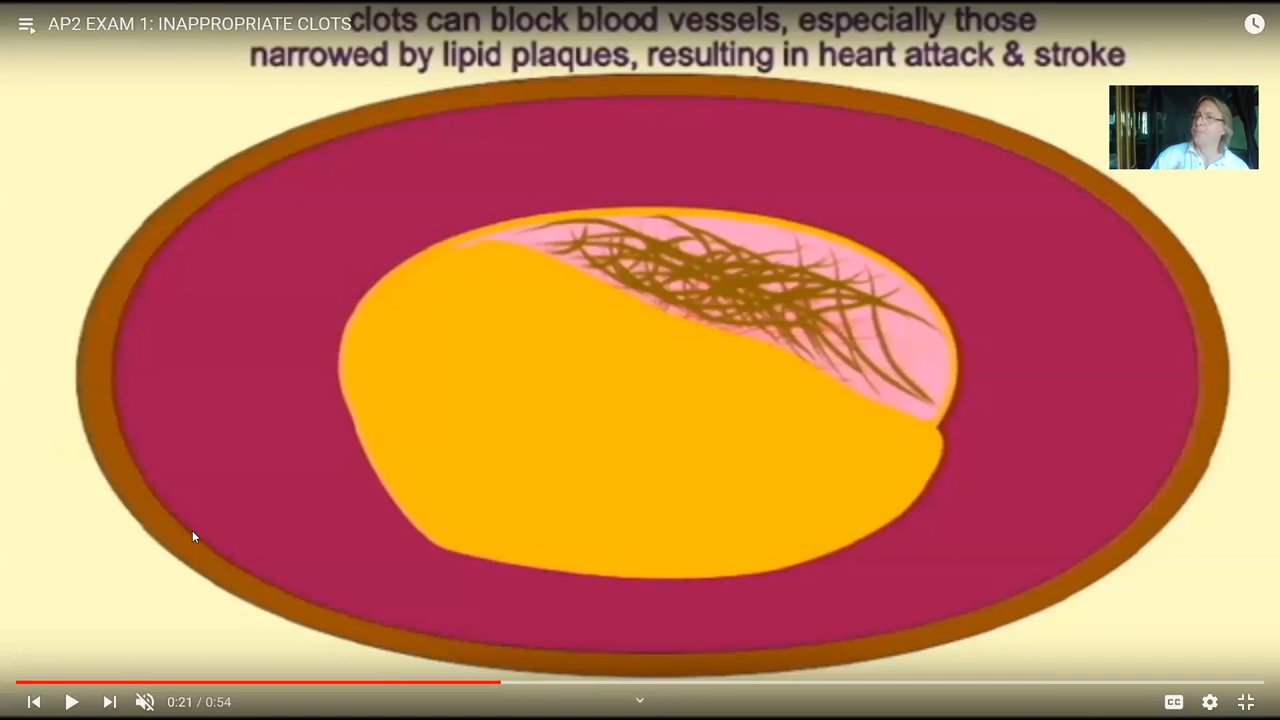 AP2 EXAM 1: INAPPROPRIATE CLOTS
clots can block blood vessels, especially those
narrowed by lipid plaques, resulting in heart attack & stroke
0:21 / 0:54
CC